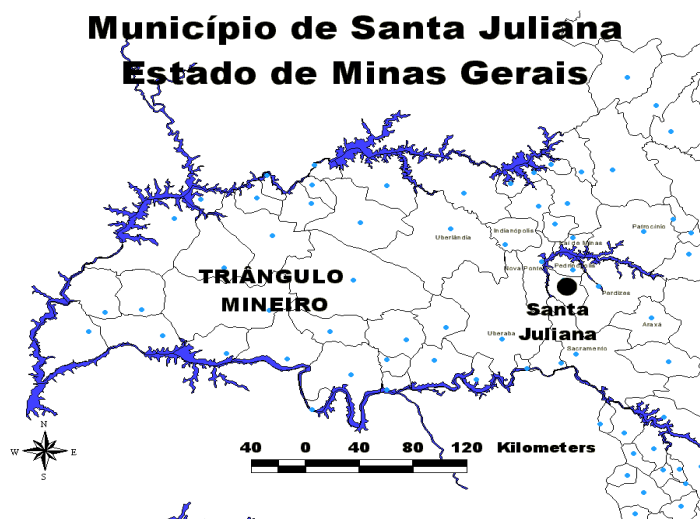 Município de Santa Juliana
Estado de Minas Gerais
Patrocínio
Indianópolis
Uberlândia
Nova Ponte
TRIÂNGULO
MINEIRO
Perdizes
Santa
Juliana
Araxá
Uberaba
Sacramento
N
W E
S
40 0 40 80 120 Kilometers